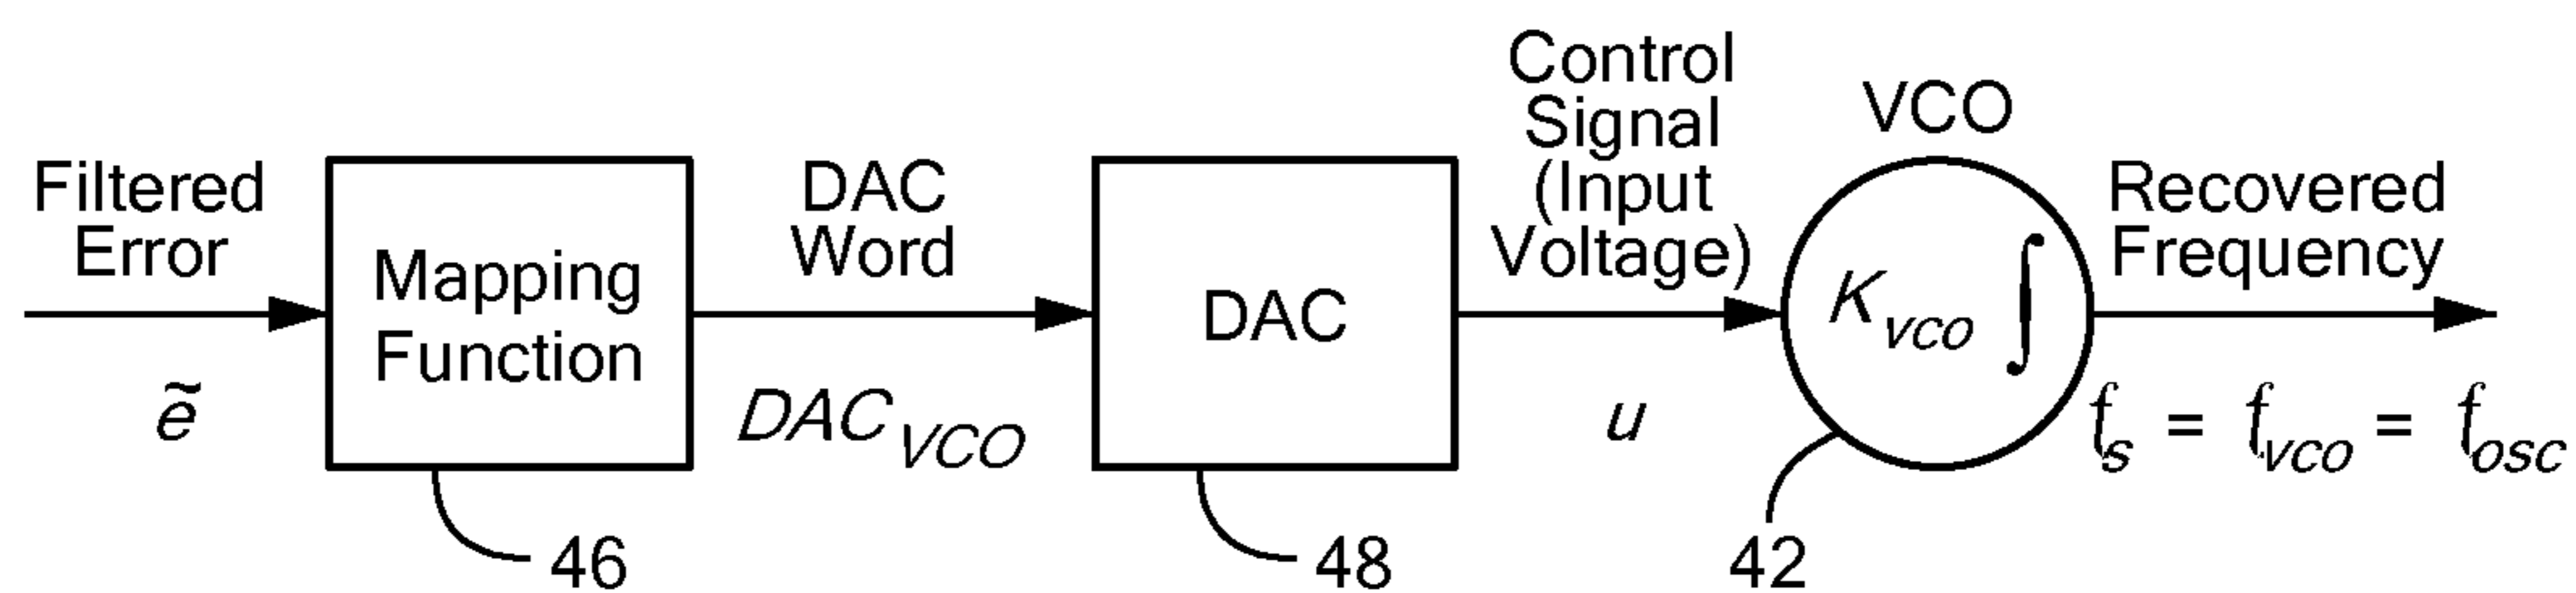 Filtered
Error
ẽ
Mapping
Function
46
DAC
Word
DAC_VCO
DAC
48
Control
Signal
(Input
Voltage)
u
VCO
K_vco ∫
42
Recovered
Frequency
f_s = f_vco = f_osc